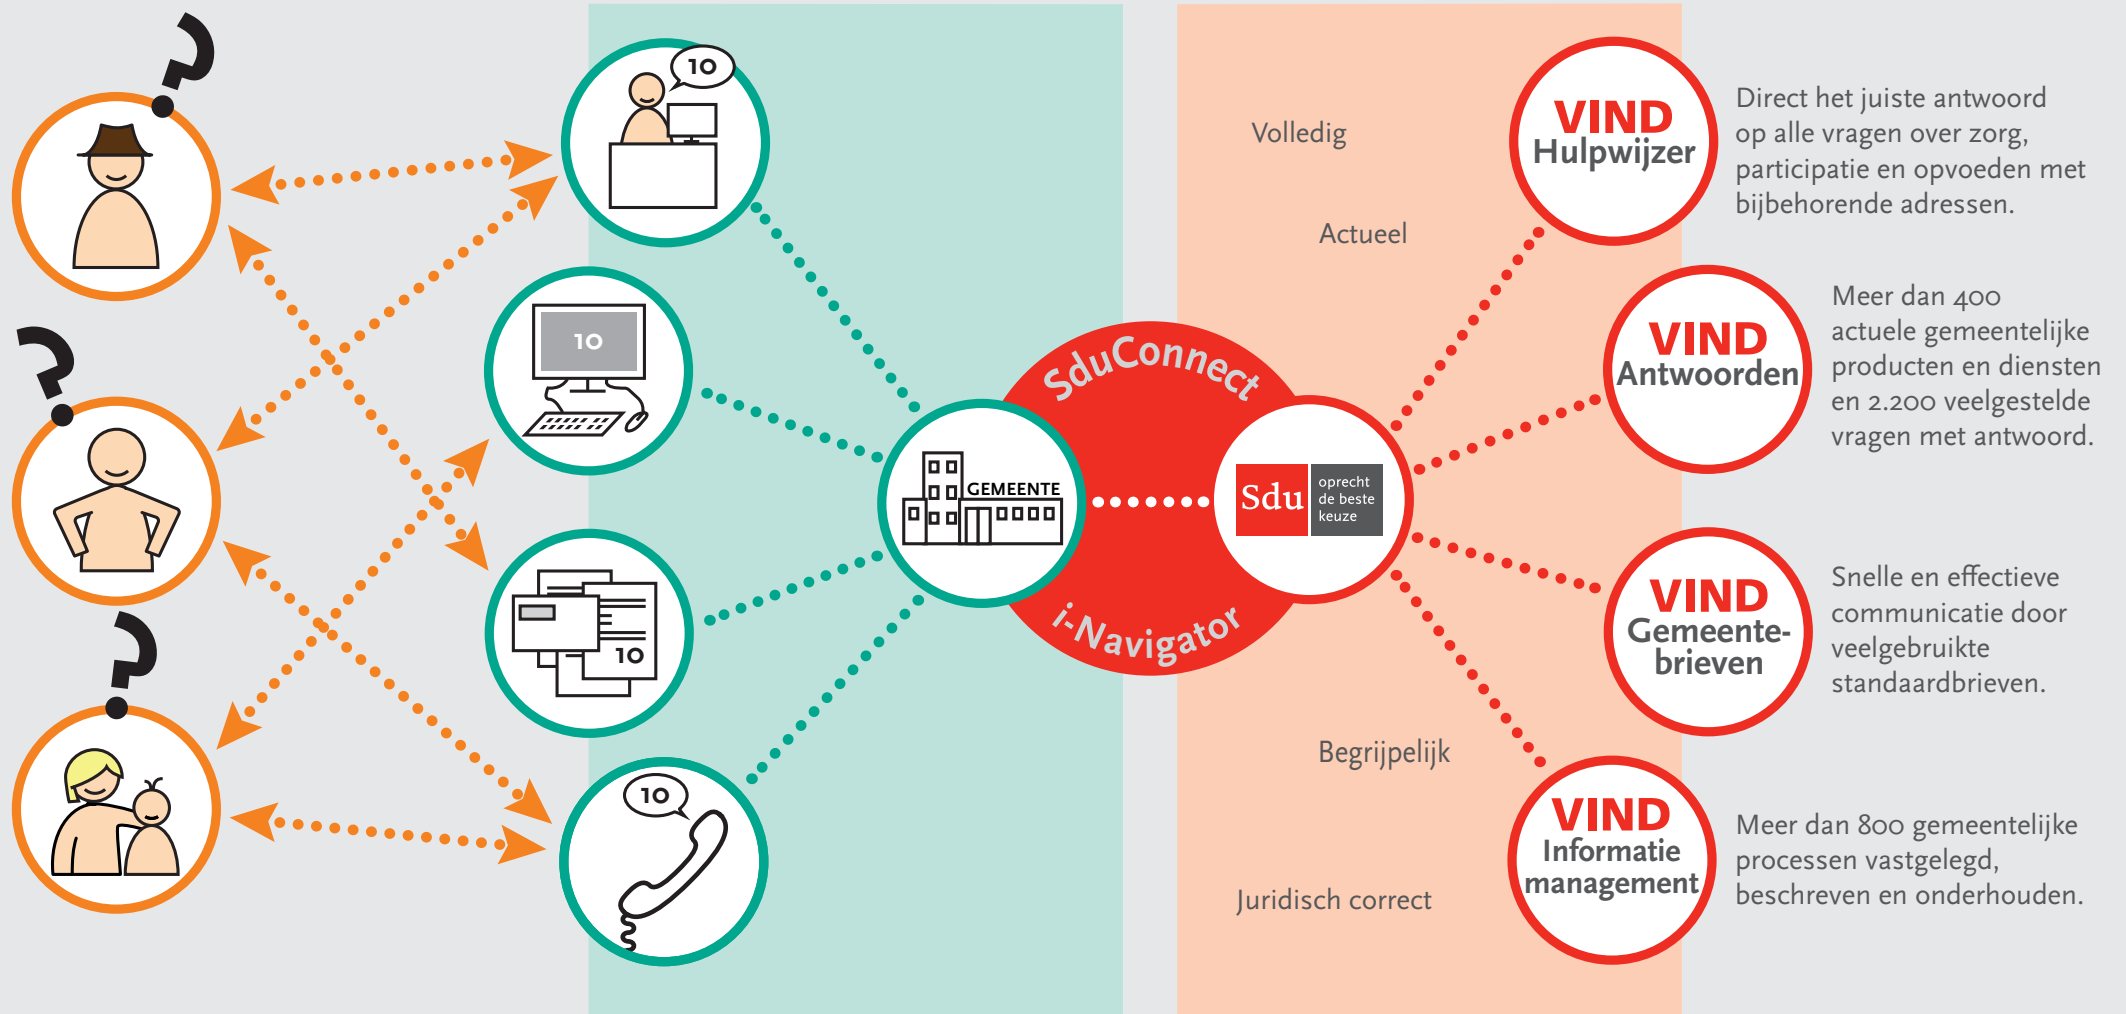 10
10
10
10
GEMEENTE
SduConnect
i-Navigator
Sdu
oprecht
de beste
keuze
Volledig
Actueel
Begrijpelijk
Juridisch correct
VIND
Hulpwijzer
Direct het juiste antwoord
op alle vragen over zorg,
participatie en opvoeden met
bijbehorende adressen.
VIND
Antwoorden
Meer dan 400
actuele gemeentelijke
producten en diensten
en 2.200 veelgestelde
vragen met antwoord.
VIND
Gemeente-
brieven
Snelle en effectieve
communicatie door
veelgebruikte
standaardbrieven.
VIND
Informatie
management
Meer dan 800 gemeentelijke
processen vastgelegd,
beschreven en onderhouden.
? 
?
?